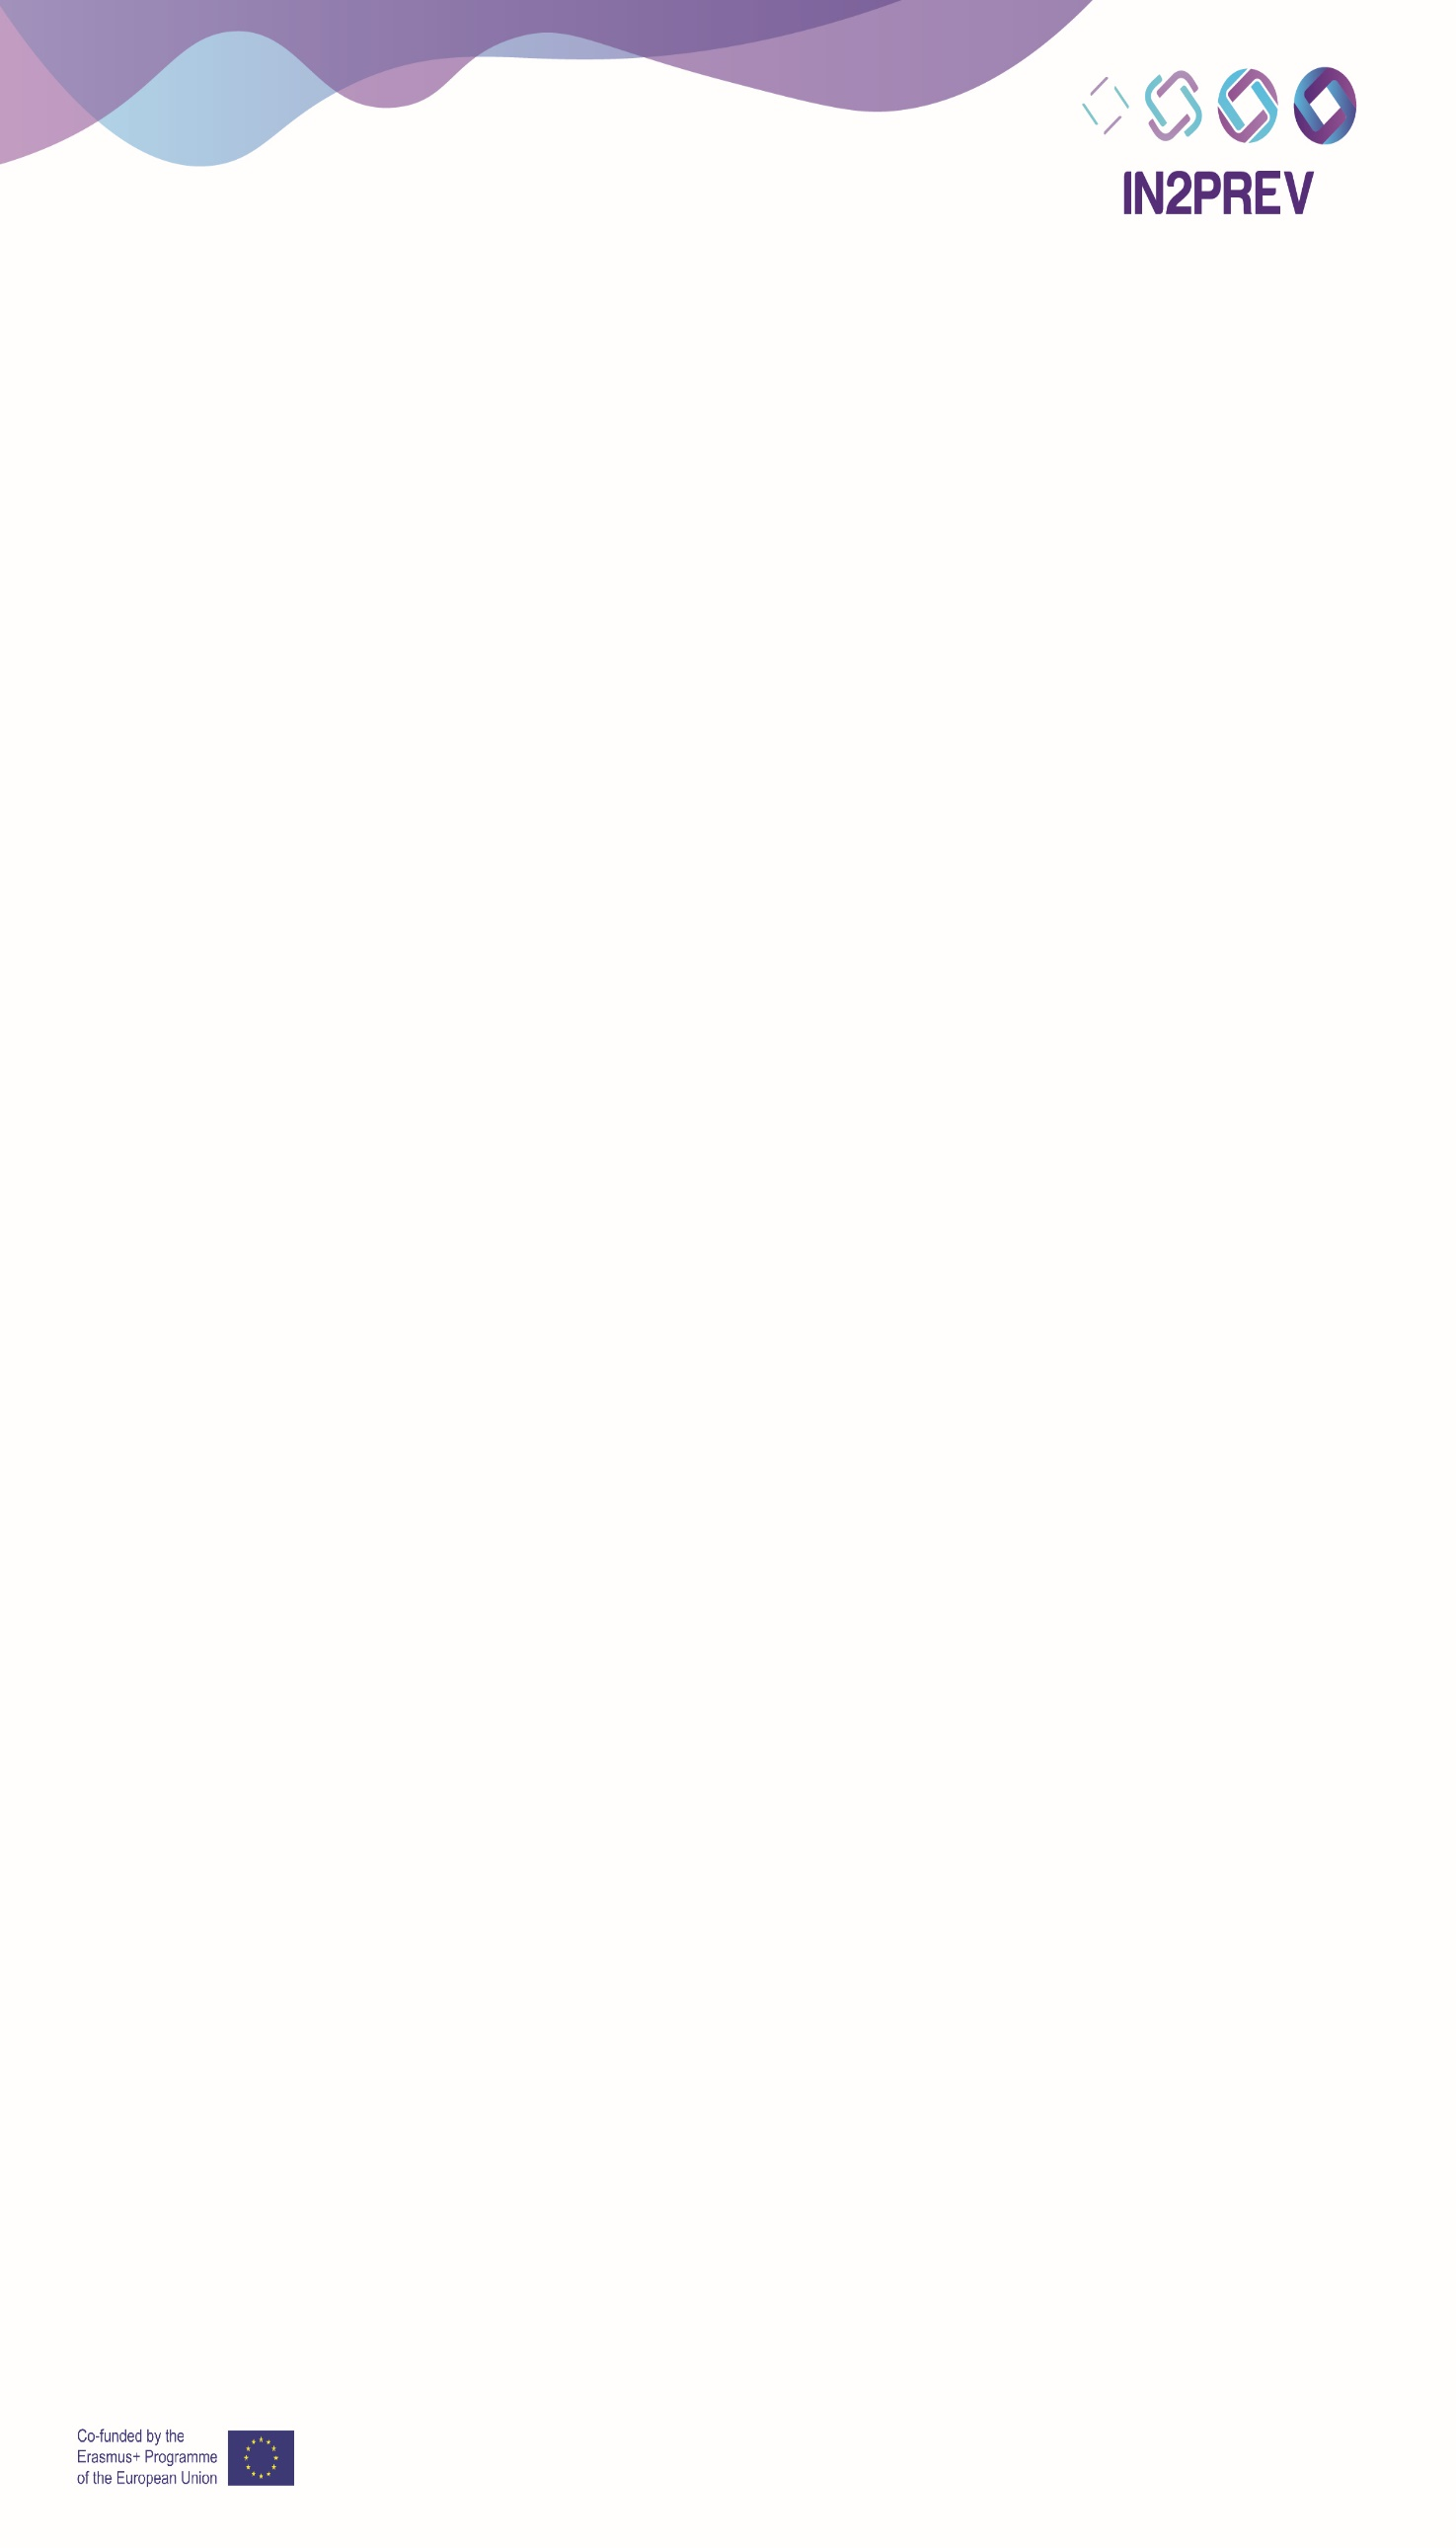 IN2PREV
Co-funded by the
Erasmus+ Programme
of the European Union